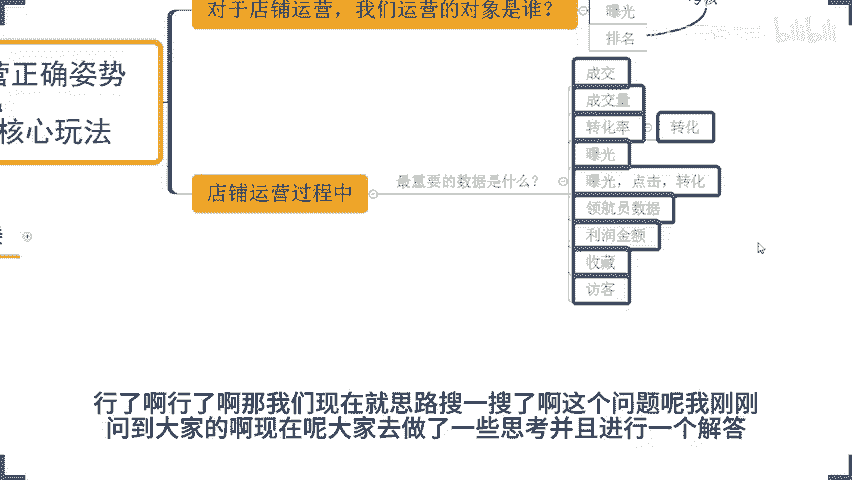 对于店铺运营，我们运营的对象是谁？
曝光
排名
营正确姿势
核心玩法
成交
成交量
转化率
转化
曝光
店铺运营过程中
最重要的数据是什么？
曝光，点击，转化
领航员数据
利润金额
收藏
访客
bilibili
行了啊行了啊那我们现在就思路搜一搜了啊这个问题呢我刚刚
问到大家的啊现在呢大家去做了一些思考并且进行一个解答